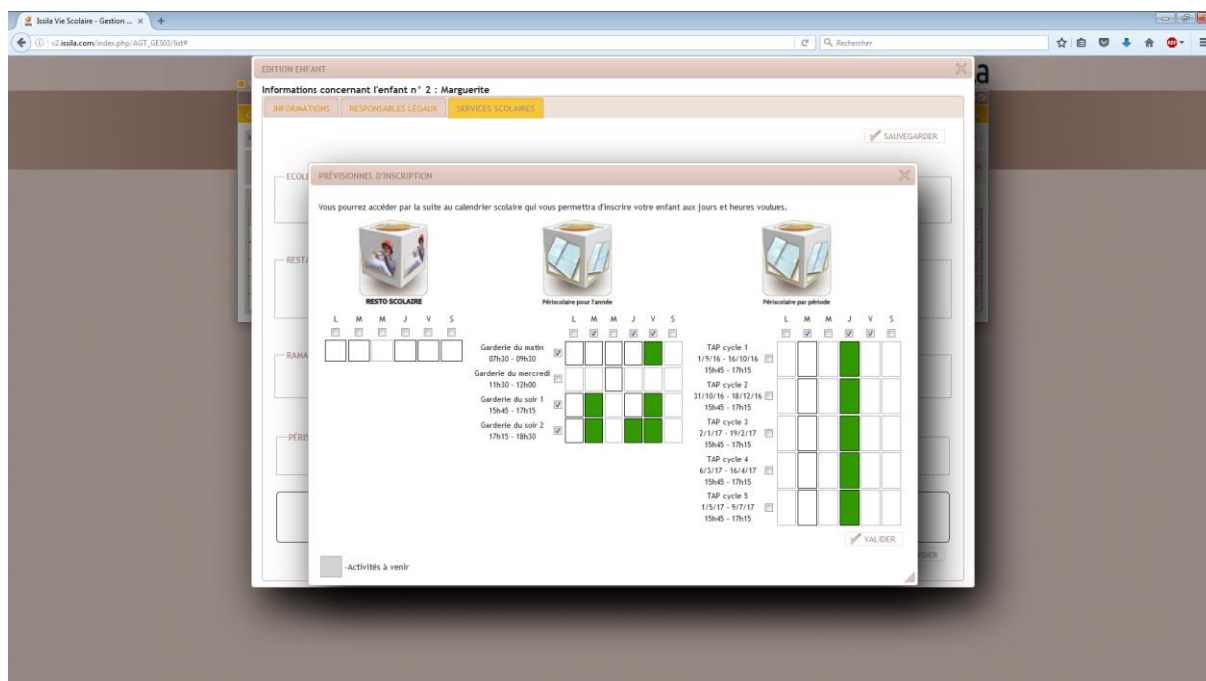 Issila Vie Scolaire - Gestion ...
v2.issila.com/index.php/AGT_GES03/list#
Rechercher
ABP
a
EDITION ENFANT
Informations concernant l'enfant n° 2 : Marguerite
INFORMATIONS RESPONSABLES LÉGAUX SERVICES SCOLAIRES
SAUVEGARDER
ECOLE
PRÉVISIONNEL D'INSCRIPTION
Vous pourrez accéder par la suite au calendrier scolaire qui vous permettra d'inscrire votre enfant aux jours et heures voulues.
REST
RESTO SCOLAIRE
Périscolaire pour l'année
Périscolaire par période
L M M J V S
L M M J V S
L M M J V S
RAMA
Garderie du matin
07h30 - 09h30
Garderie du mercredi
11h30 - 12h00
Garderie du soir 1
15h45 - 17h15
Garderie du soir 2
17h15 - 18h30
TAP cycle 1
1/9/16 - 16/10/16
15h45 - 17h15
TAP cycle 2
31/10/16 - 18/12/16
15h45 - 17h15
TAP cycle 3
2/1/17 - 19/2/17
15h45 - 17h15
TAP cycle 4
6/3/17 - 16/4/17
15h45 - 17h15
TAP cycle 5
1/5/17 - 9/7/17
15h45 - 17h15
PÉRIS
VALIDER
RDER
-Activités à venir